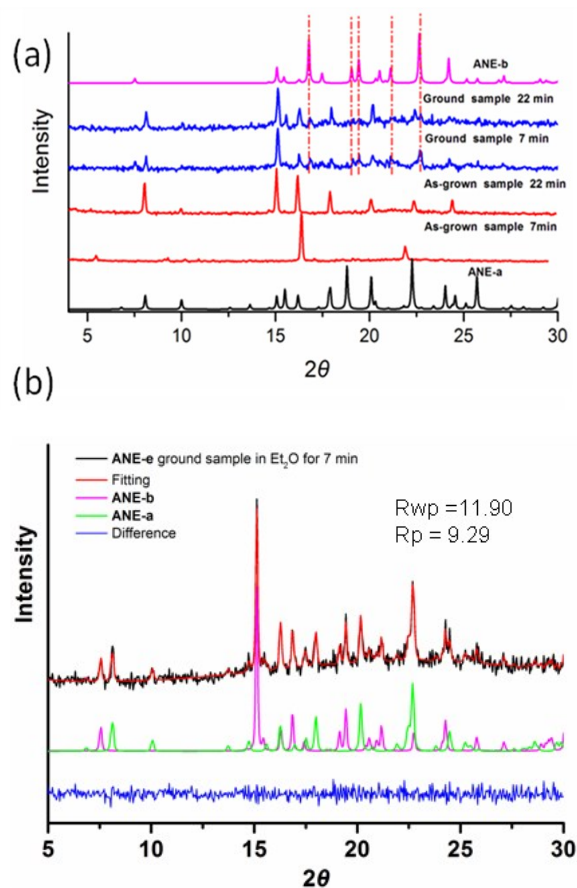 (a)
Intensity
ANE-b
Ground sample 22 min
Ground sample 7 min
As-grown sample 22 min
As-grown sample 7min
ANE-a
5 10 15 20 25 30
2θ
(b)
Intensity
ANE-e ground sample in Et₂O for 7 min
Fitting
ANE-b
ANE-a
Difference
Rwp =11.90
Rp = 9.29
5 10 15 20 25 30
2θ